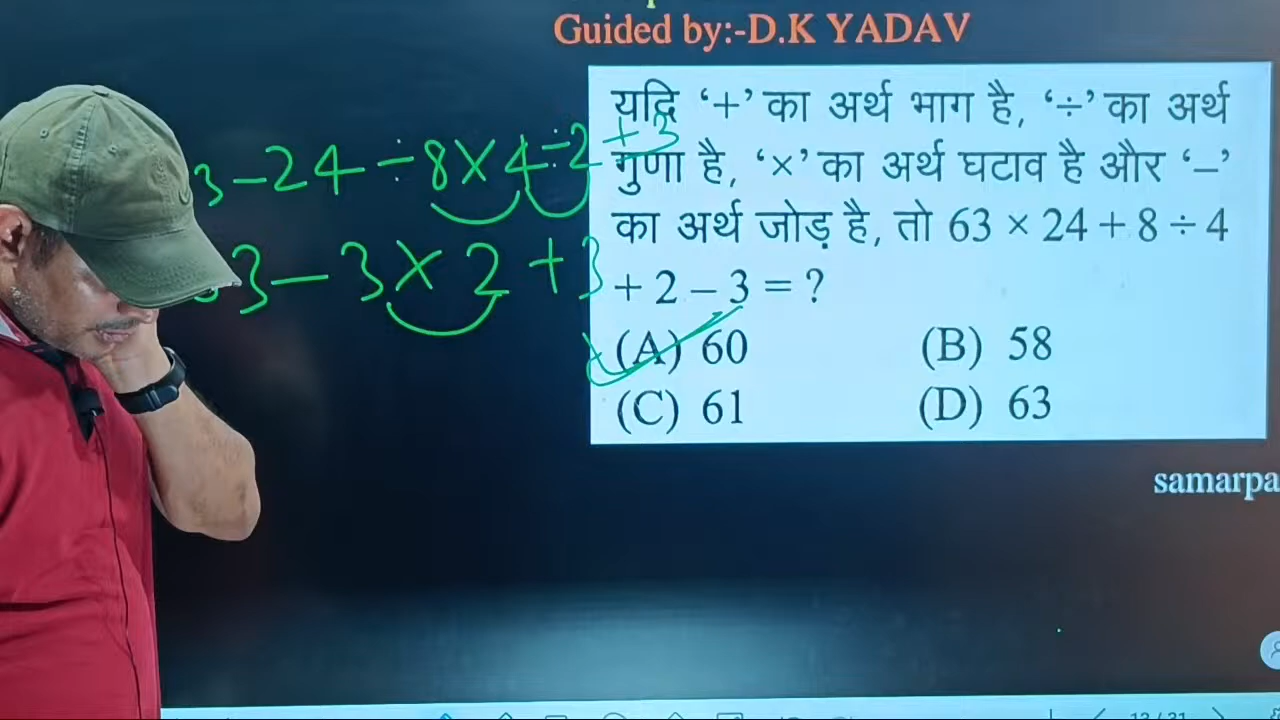 Guided by:-D.K YADAV
यदि ‘+’ का अर्थ भाग है, ‘÷’ का अर्थ
गुणा है, ‘×’ का अर्थ घटाव है और ‘–’
का अर्थ जोड़ है, तो 63 × 24 + 8 ÷ 4
+ 2 – 3 = ?
(A) 60 (B) 58
(C) 61 (D) 63
3-24÷8×4÷2+3
3-3×2+3
samarpa